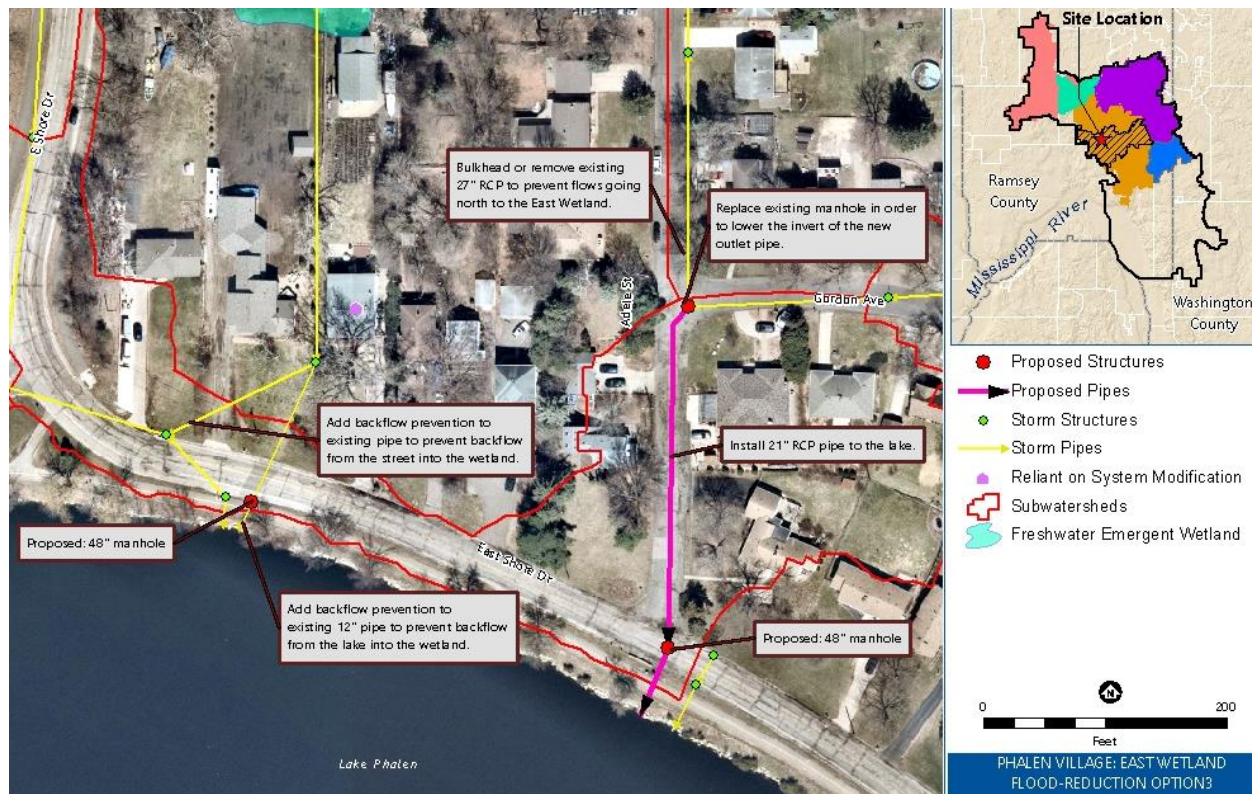 E Shore Dr
Bulkhead or remove existing
27" RCP to prevent flows going
north to the East Wetland.
Replace existing manhole in order
to lower the invert of the new
outlet pipe.
Adele St
Gordon Ave
Add backflow prevention to
existing pipe to prevent backflow
from the street into the wetland.
Install 21" RCP pipe to the lake.
Proposed: 48" manhole
East Shore Dr
Add backflow prevention to
existing 12" pipe to prevent backflow
from the lake into the wetland.
Proposed: 48" manhole
Lake Phalen
Site Location
Ramsey
County
Mississippi River
Washington
County
Proposed Structures
Proposed Pipes
Storm Structures
Storm Pipes
Reliant on System Modification
Subwatersheds
Freshwater Emergent Wetland
N
0 200
Feet
PHALEN VILLAGE: EAST WETLAND
FLOOD-REDUCTION OPTION3